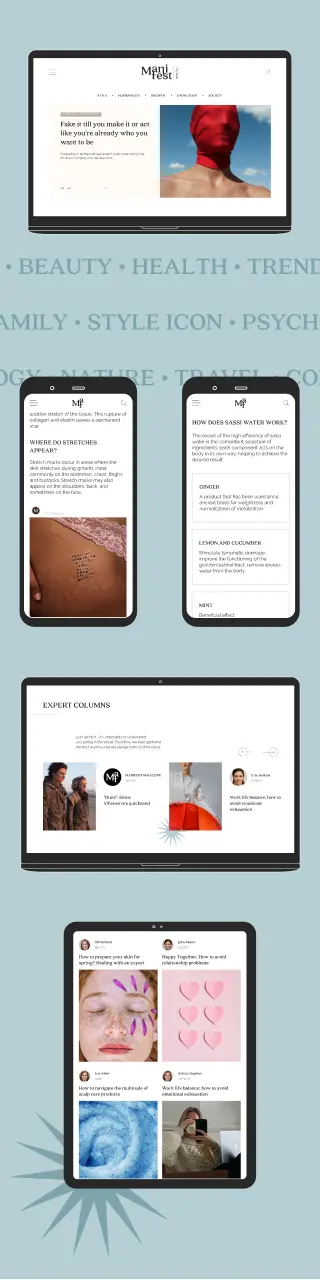 Mani
fest
STYLE • HAPPINESS • GROWTH • KNOWLEDGE • SOCIETY
Fake it till you make it or act
like you're already who you
want to be
• BEAUTY • HEALTH • TREND
AMILY • STYLE ICON • PSYCH
OGY • NATURE • TRAVEL • CO
sudden stretch of the tissue. This rupture of
collagen and elastin leaves a permanent
scar.
WHERE DO STRETCHES
APPEAR?
Stretch marks occur in areas where the
skin stretches during growth, most
commonly on the abdomen, chest, thighs
and buttocks. Stretch marks may also
appear on the shoulders, back, and
sometimes on the face.
HOW DOES SASSI WATER WORK?
The secret of the high efficiency of sassi
water is the competent selection of
ingredients: each component acts on the
body in its own way, helping to achieve the
desired result.
GINGER
A product that has been used since
ancient times for weight loss and
normalization of metabolism
LEMON AND CUCUMBER
Stimulate lymphatic drainage,
improve the functioning of the
gastrointestinal tract, remove excess
water from the body
MINT
Beneficial effect
EXPERT COLUMNS
MANIFEST MAGAZINE
"Dune": Denis
Villeneuve's quicksand
Work-life balance: how to
avoid emotional
exhaustion
How to prepare your skin for
spring? Dealing with an expert
Happy Together: How to avoid
relationship problems
How to navigate the multitude of
scalp care products
Ashley Stephen
Work life balance: how to avoid
emotional exhaustion